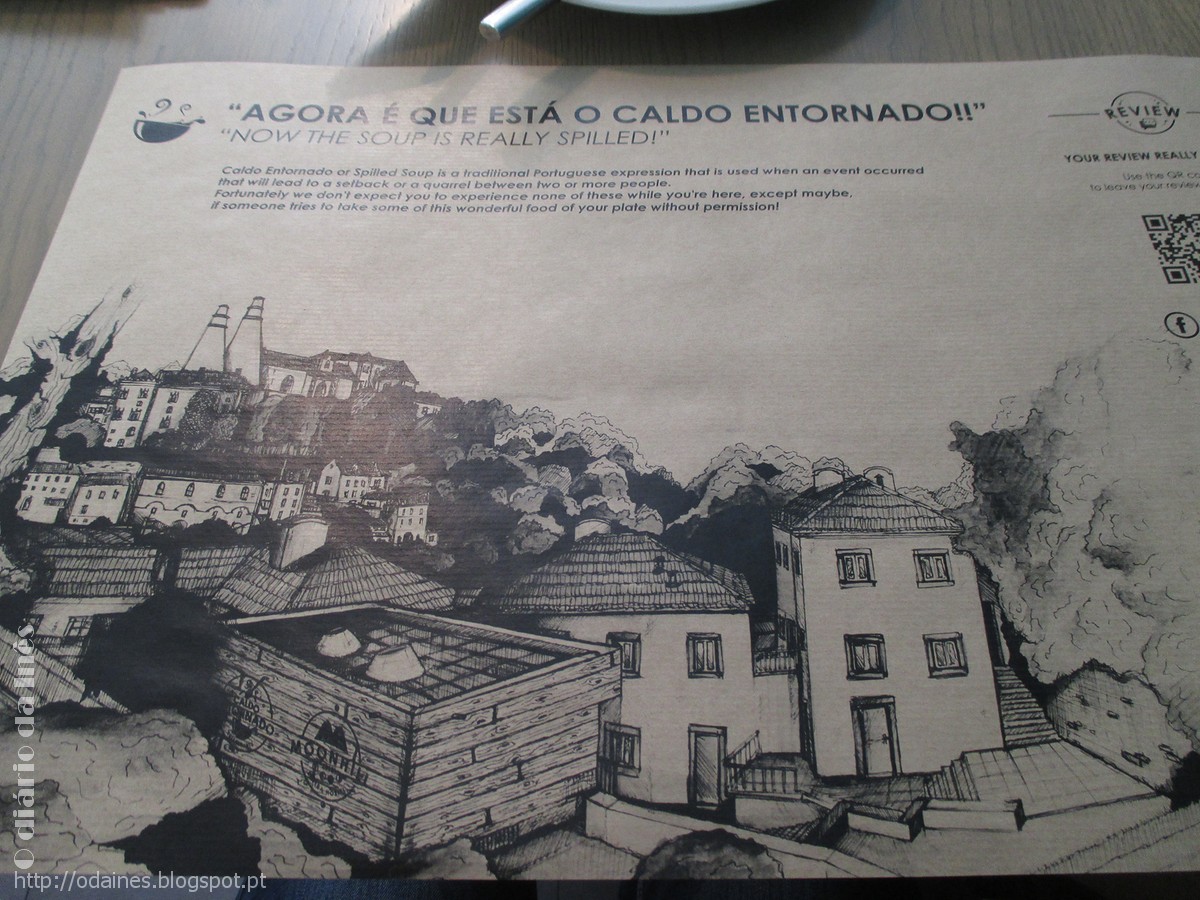 "AGORA É QUE ESTÁ O CALDO ENTORNADO!!"
"NOW THE SOUP IS REALLY SPILLED!"
Caldo Entornado or Spilled Soup is a traditional Portuguese expression that is used when an event occurred
that will lead to a setback or a quarrel between two or more people.
Fortunately we don't expect you to experience none of these while you're here, except maybe,
if someone tries to take some of this wonderful food of your plate without permission!
REVIEW
YOUR REVIEW REALLY
Use the QR
to leave your review
f
CALDO
MOONHILL
O diário da Inês
http://odaines.blogspot.pt